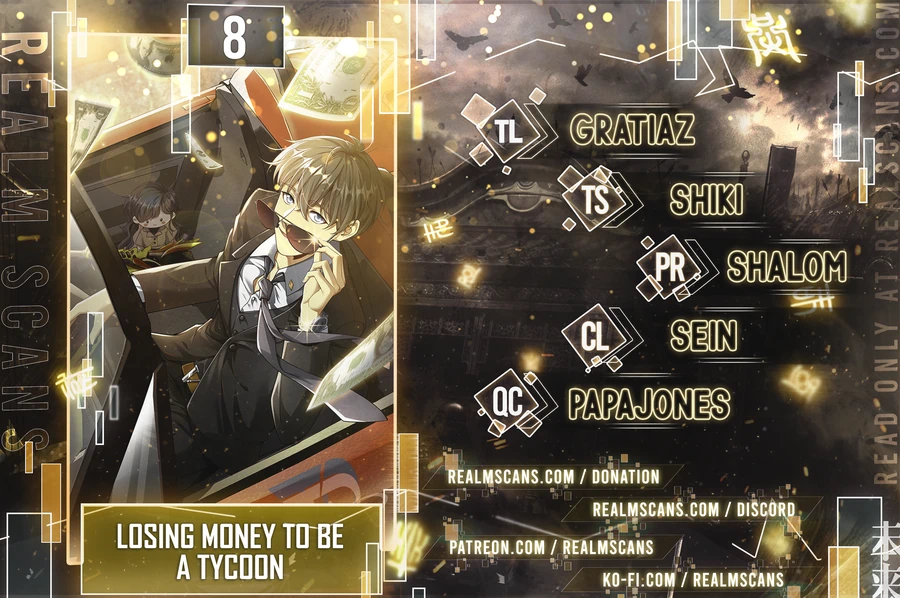 REALM SCANS
8
LOSING MONEY TO BE
A TYCOON
TL GRATIAZ
TS SHIKI
PR SHALOM
CL SEIN
QC PAPAJONES
REALMSCANS.COM / DONATION
REALMSCANS.COM / DISCORD
PATREON.COM / REALMSCANS
KO-FI.COM / REALMSCANS
READ ONLY AT REALMSCANS.COM